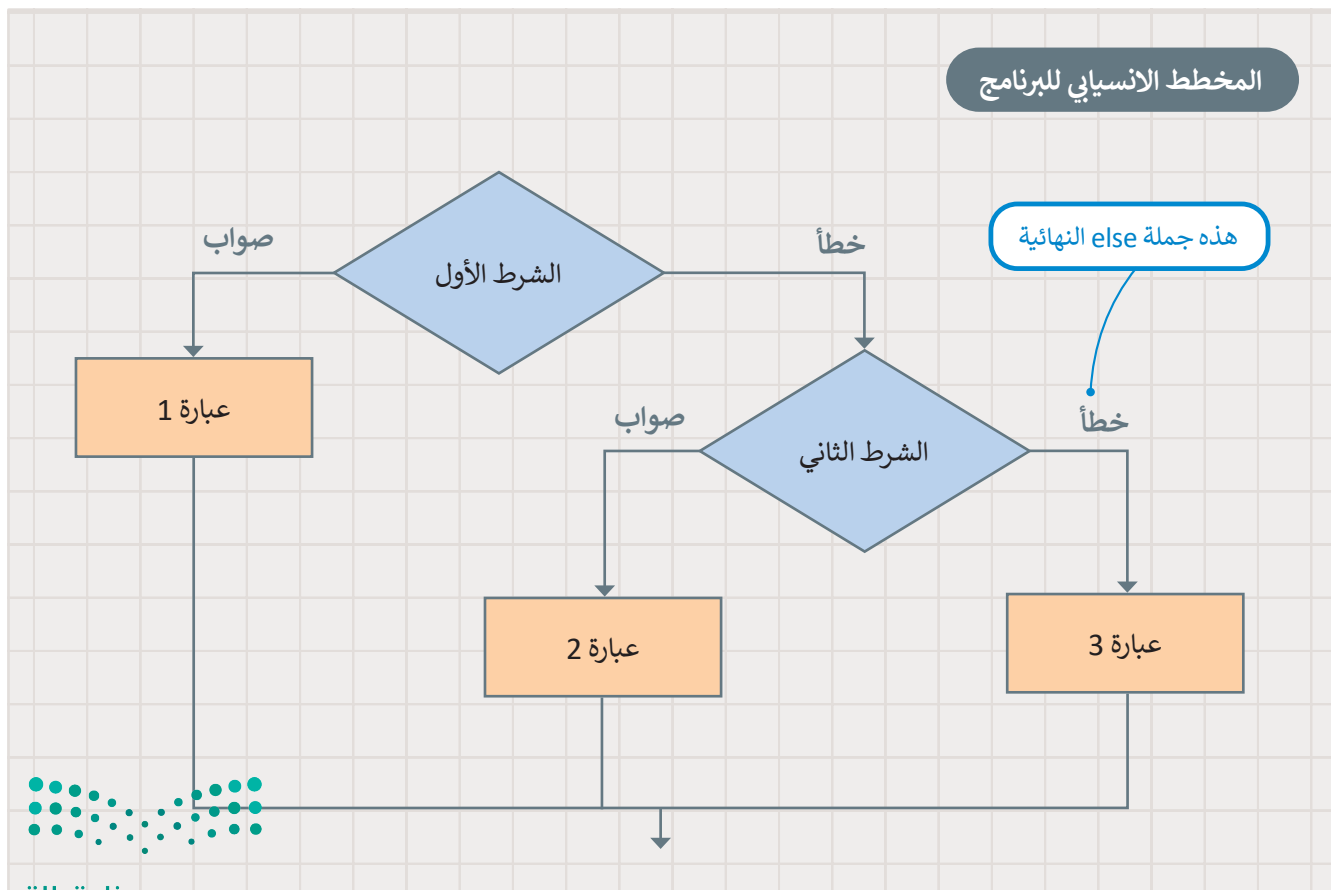 المخطط الانسيابي للبرنامج
هذه جملة else النهائية
خطأ
صواب
الشرط الأول
عبارة 1
خطأ
صواب
الشرط الثاني
عبارة 3
عبارة 2